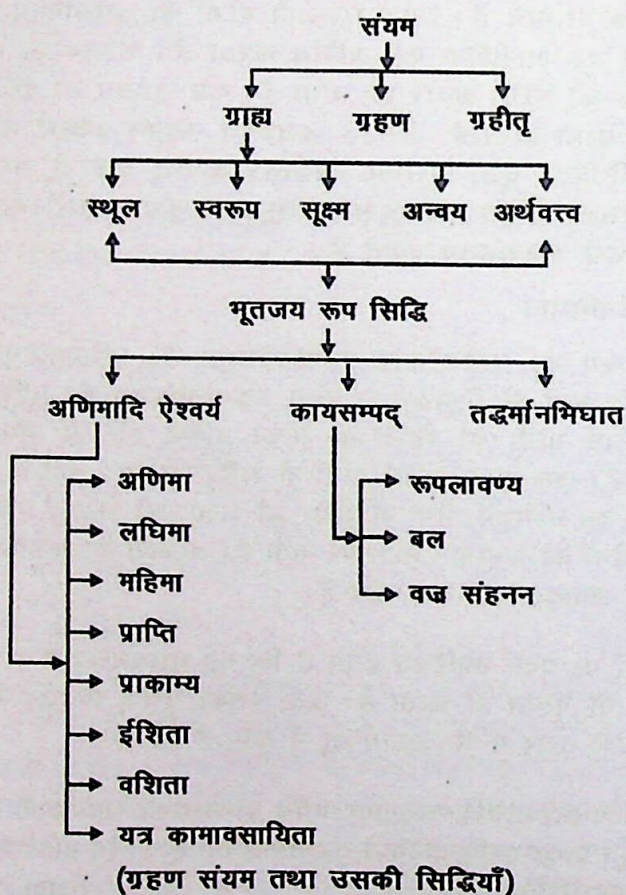 संयम
ग्राह्य ग्रहण ग्रहीतृ
स्थूल स्वरूप सूक्ष्म अन्वय अर्थवत्त्व
भूतजय रूप सिद्धि
अणिमादि ऐश्वर्य कायसम्पद् तद्धर्मानभिघात
अणिमा
लघिमा
महिमा
प्राप्ति
प्राकाम्य
ईशिता
वशिता
यत्र कामावसायिता
रूपलावण्य
बल
वज्र संहनन
(ग्रहण संयम तथा उसकी सिद्धियाँ)